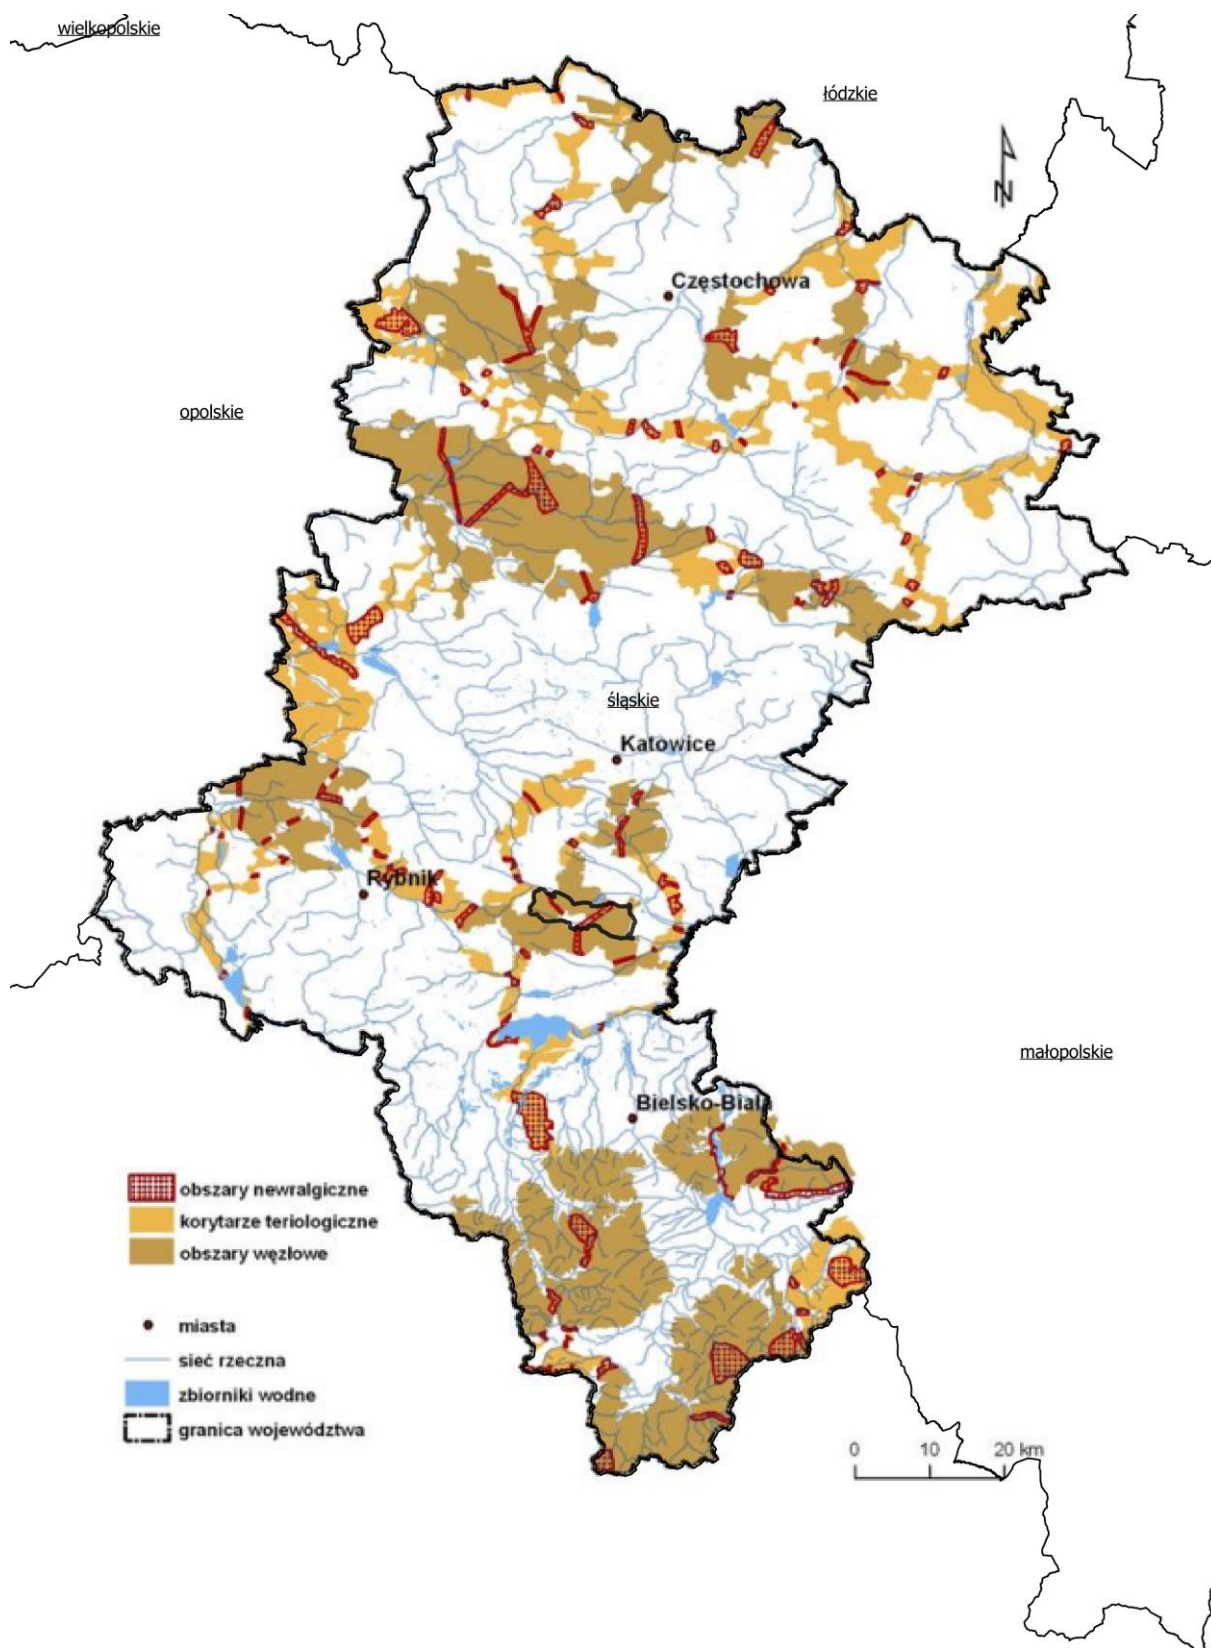 wielkopolskie
łódzkie
N
Częstochowa
opolskie
śląskie
Katowice
Rybnik
małopolskie
Bielsko-Biała
obszary newralgiczne
korytarze teriologiczne
obszary węzłowe
miasta
sieć rzeczna
zbiorniki wodne
granica województwa
0 10 20 km